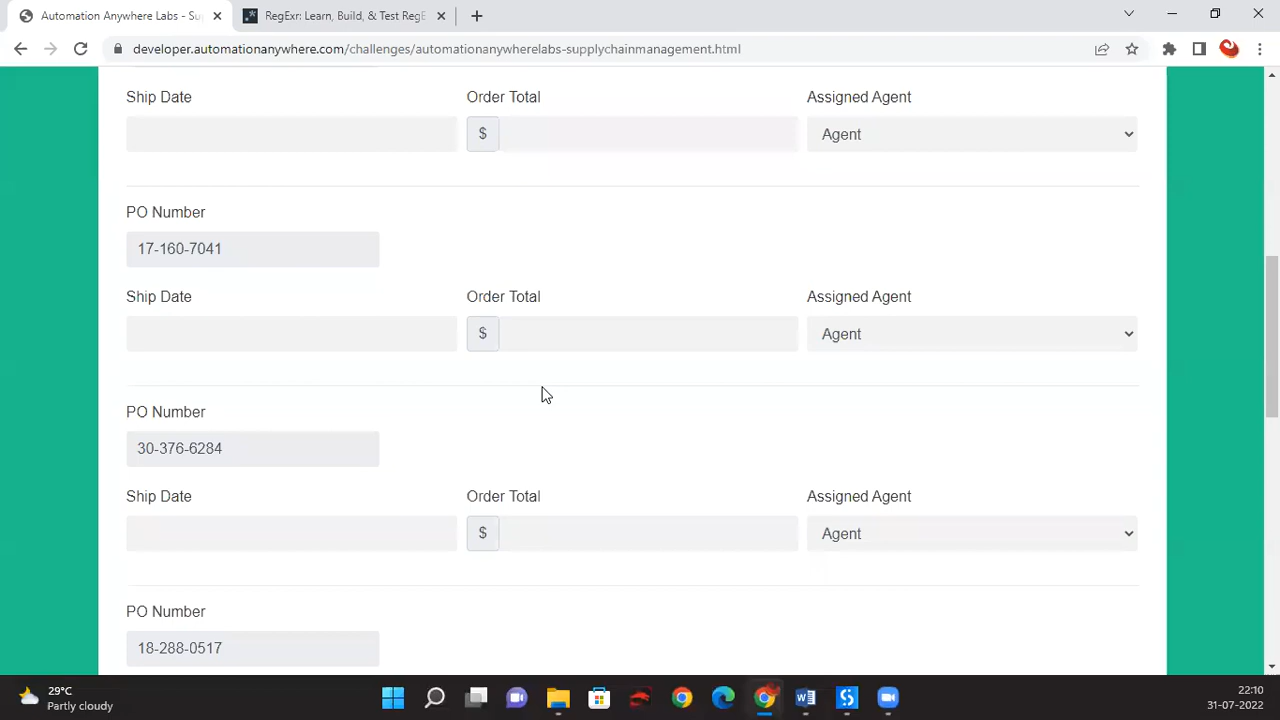 Automation Anywhere Labs - Su
RegExr: Learn, Build, & Test RegE
developer.automationanywhere.com/challenges/automationanywherelabs-supplychainmanagement.html
Ship Date Order Total Assigned Agent
$ Agent
PO Number
17-160-7041
Ship Date Order Total Assigned Agent
$ Agent
PO Number
30-376-6284
Ship Date Order Total Assigned Agent
$ Agent
PO Number
18-288-0517
29°C
Partly cloudy
22:10
31-07-2022